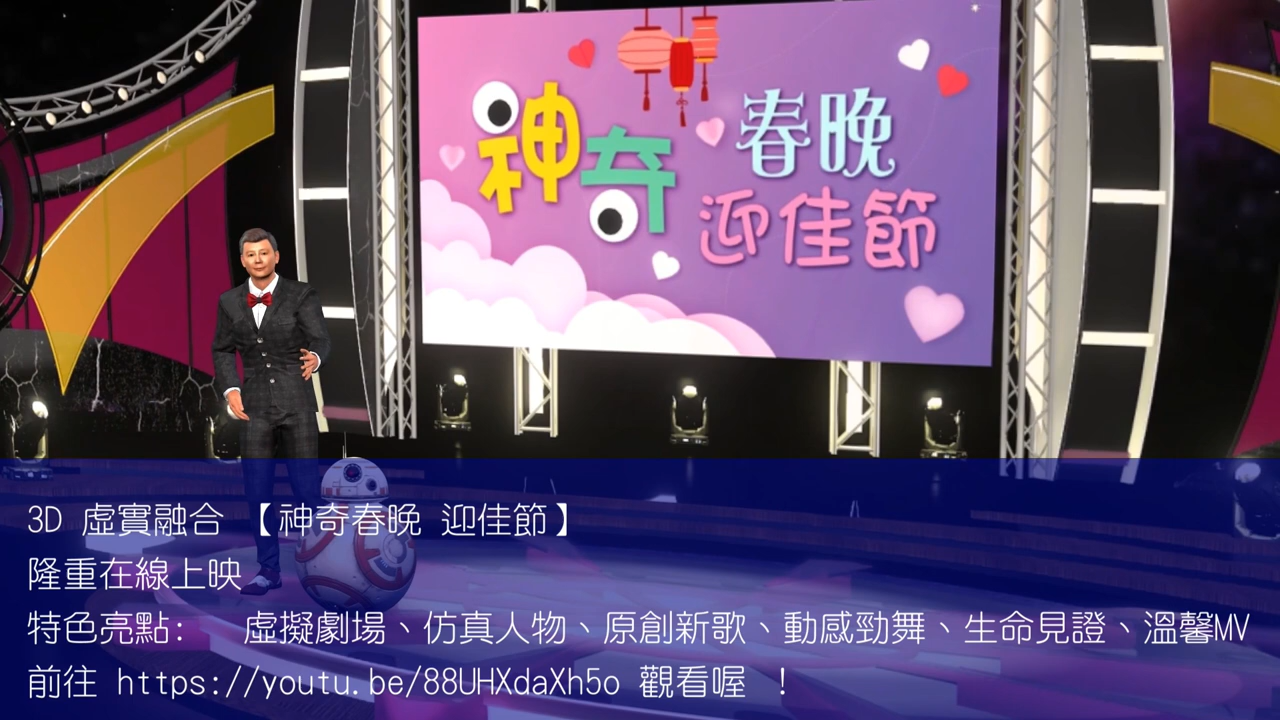 神奇
春晚
迎佳節
3D 虛實融合 【神奇春晚 迎佳節】
隆重在線上映
特色亮點: 虛擬劇場、仿真人物、原創新歌、動感勁舞、生命見證、溫馨MV
前往 https://youtu.be/88UHXdaXh5o 觀看喔 !